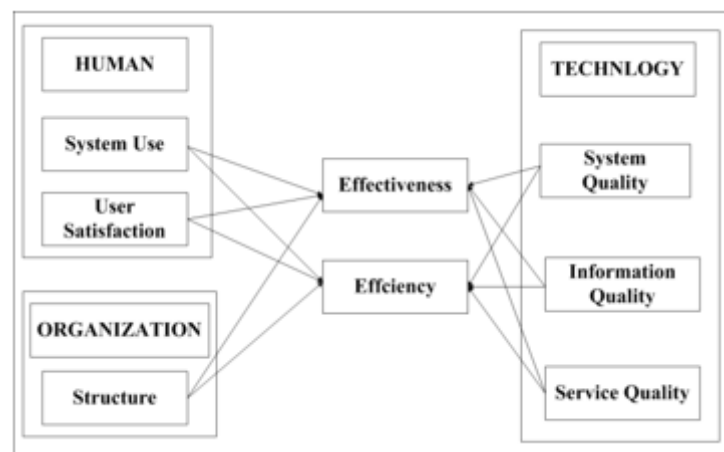 HUMAN
System Use
User
Satisfaction
ORGANIZATION
Structure
Effectiveness
Effciency
TECHNLOGY
System
Quality
Information
Quality
Service Quality